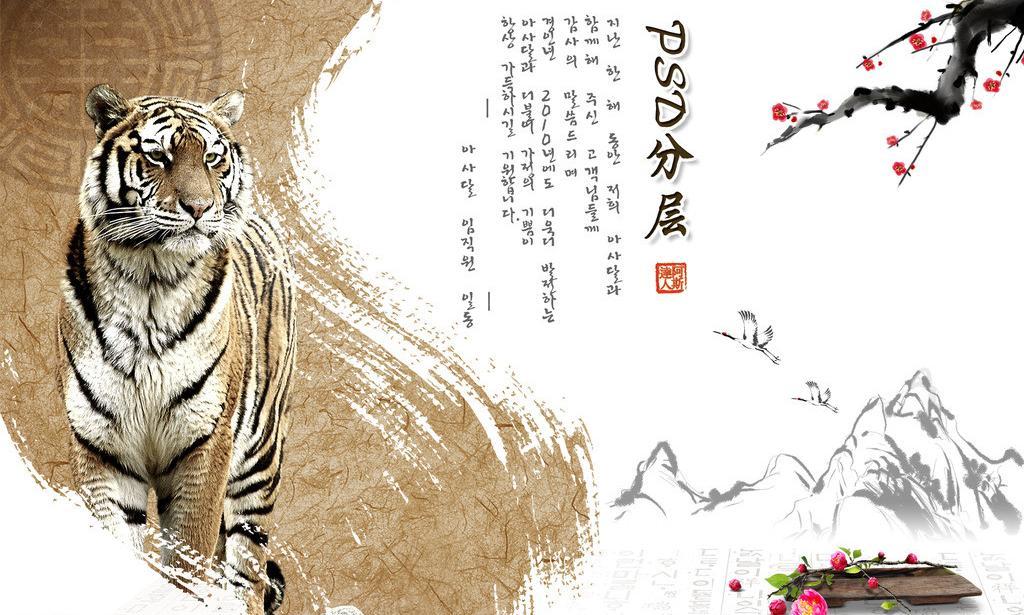 PSD分层
지난 한 해 동안 저희 아사달과
함께해 주신 고객님들께
감사의 말씀드리며
경인년 2010년에도 더욱더 발전하는
아사달과 더불어 가정의 기쁨이
항상 가득하시길 기원합니다.
아사달 임직원 일동